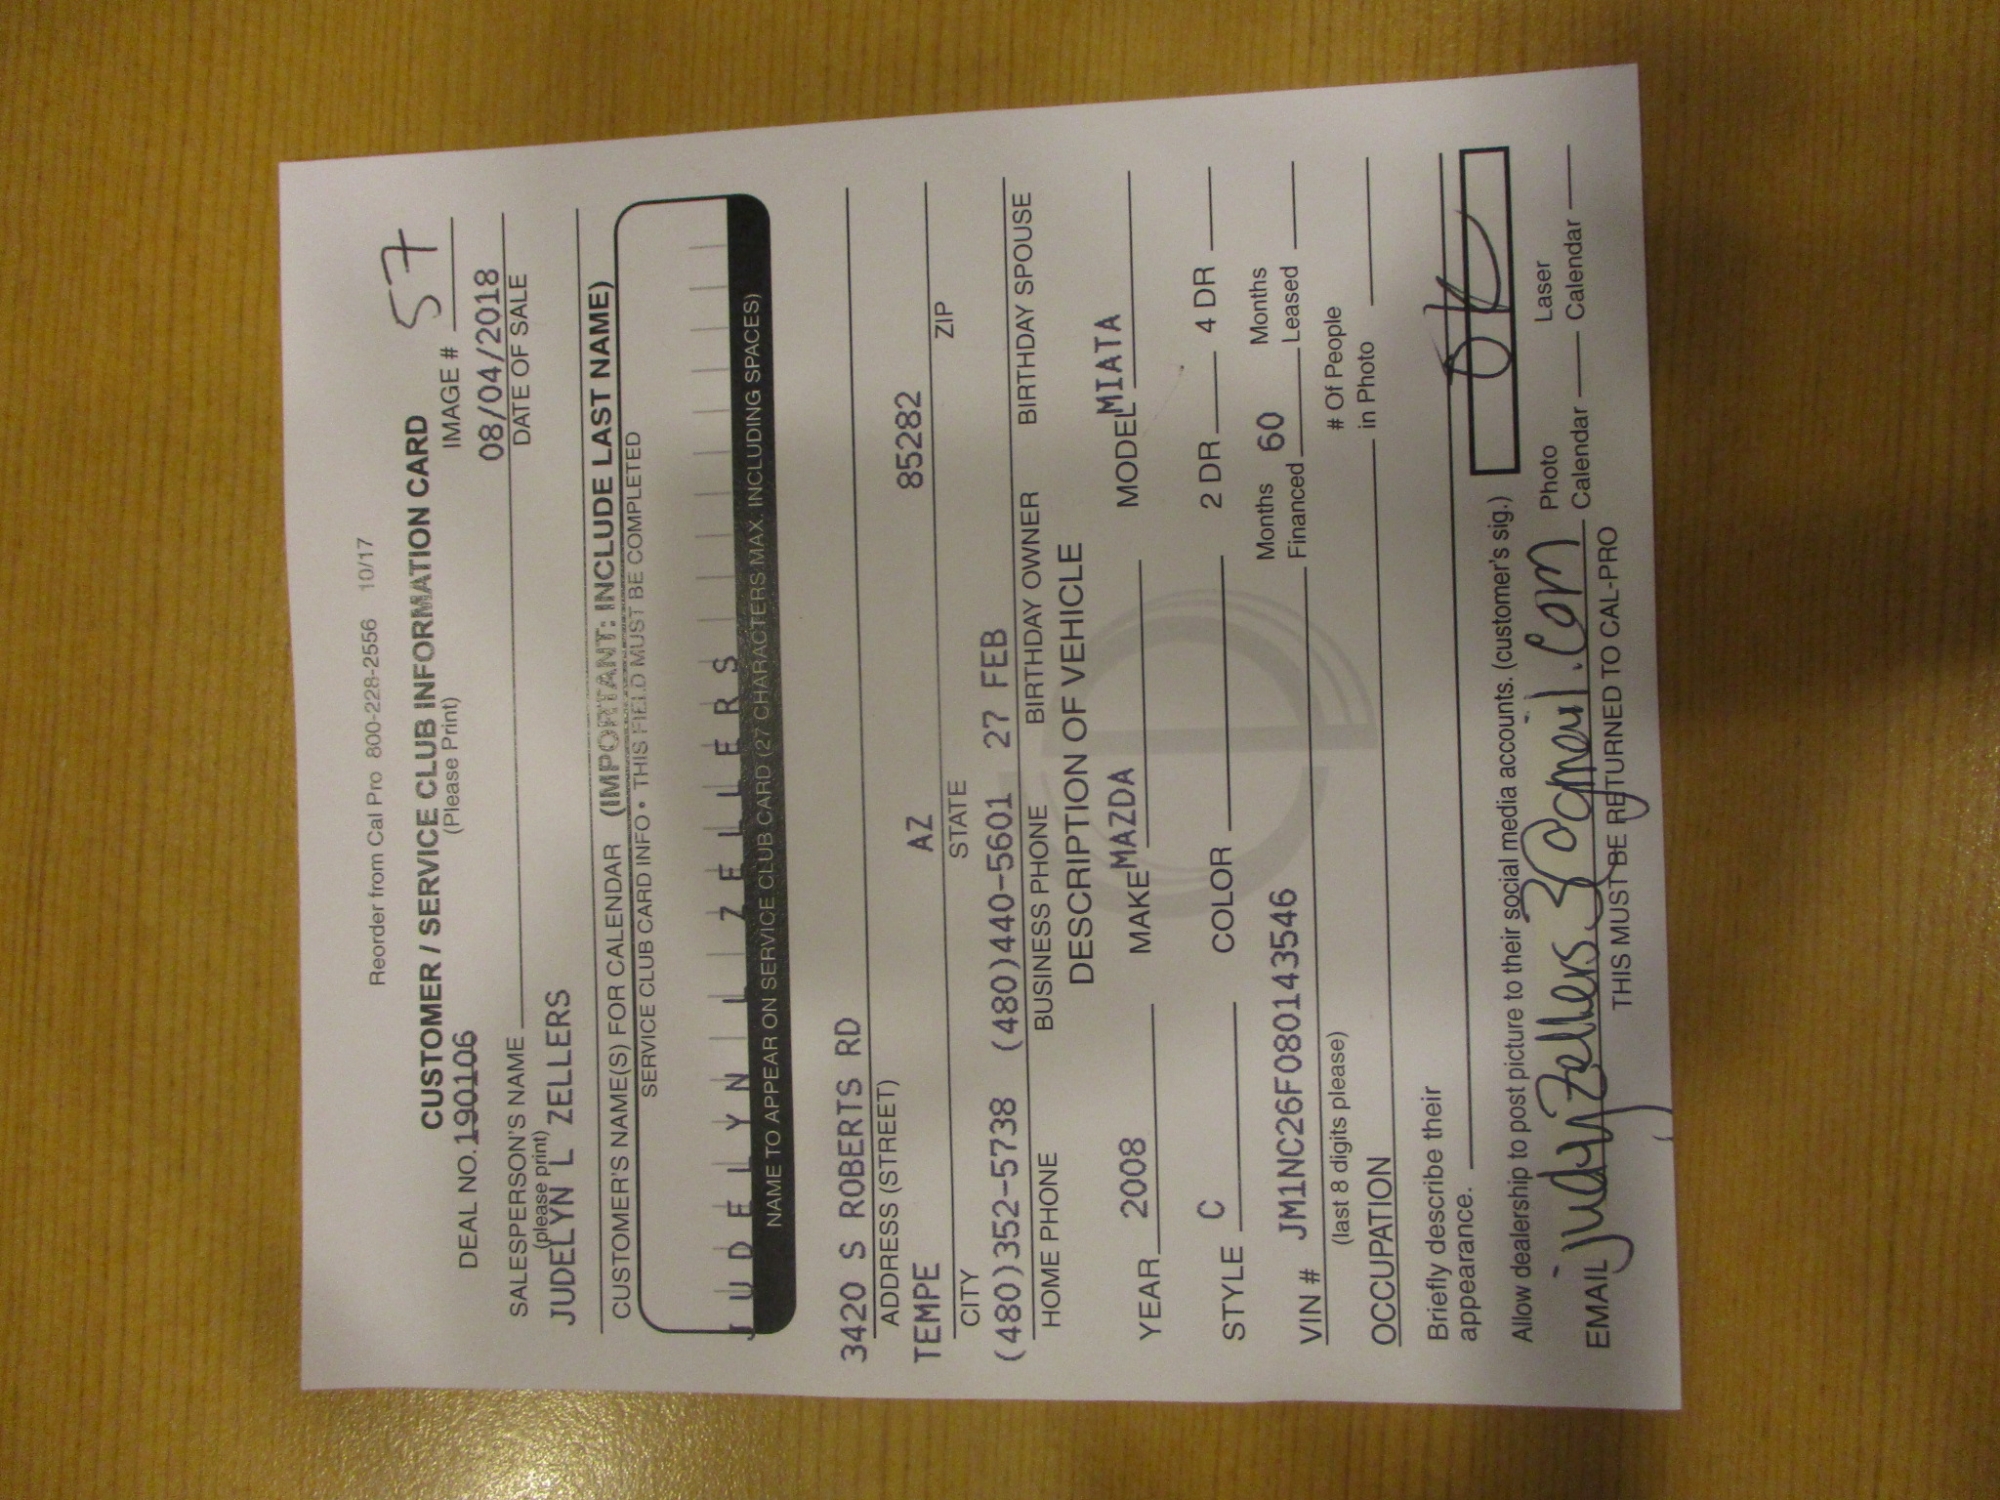 Reorder from Cal Pro 800-228-2556 10/17
CUSTOMER / SERVICE CLUB INFORMATION CARD
(Please Print)
IMAGE # 57
DEAL NO. 190106
08/04/2018
SALESPERSON'S NAME
DATE OF SALE
(please print)
JUDELYN L ZELLERS
CUSTOMER'S NAME(S) FOR CALENDAR (IMPORTANT: INCLUDE LAST NAME)
SERVICE CLUB CARD INFO • THIS FIELD MUST BE COMPLETED
J U D E L Y N L Z E L L E R S
NAME TO APPEAR ON SERVICE CLUB CARD (27 CHARACTERS MAX. INCLUDING SPACES)
3420 S ROBERTS RD
ADDRESS (STREET)
TEMPE AZ 85282
CITY STATE ZIP
(480)352-5738 (480)440-5601 27 FEB
HOME PHONE BUSINESS PHONE BIRTHDAY OWNER BIRTHDAY SPOUSE
DESCRIPTION OF VEHICLE
YEAR 2008 MAKE MAZDA MODEL MIATA
STYLE C COLOR 2 DR 4 DR
VIN # JM1NC26F080143546 Months Financed 60 Months Leased
(last 8 digits please)
OCCUPATION # Of People in Photo
Briefly describe their
appearance.
Allow dealership to post picture to their social media accounts. (customer's sig.) OK
EMAIL judyzellers.3@gmail.com Photo Calendar Laser Calendar
THIS MUST BE RETURNED TO CAL-PRO